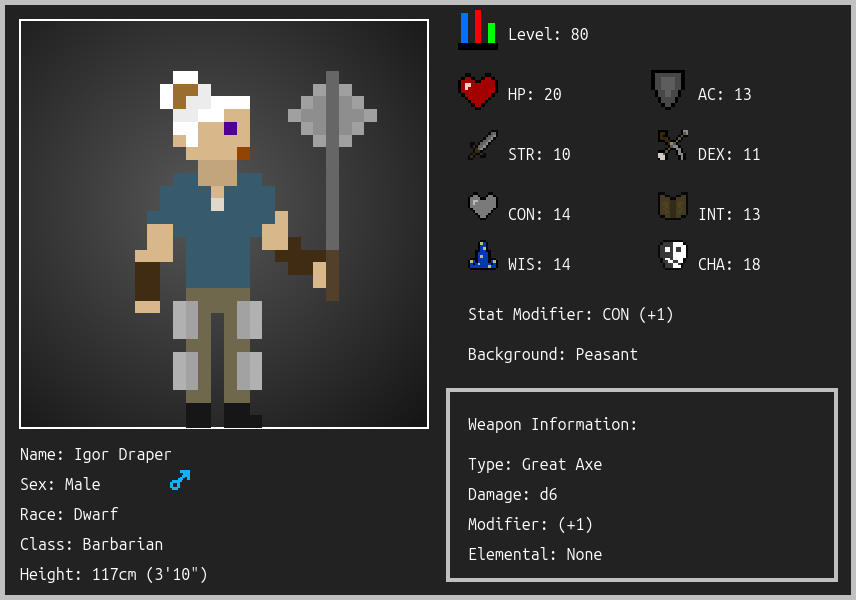 Level: 80
HP: 20
AC: 13
STR: 10
DEX: 11
CON: 14
INT: 13
WIS: 14
CHA: 18
Stat Modifier: CON (+1)
Background: Peasant
Name: Igor Draper
Sex: Male
Race: Dwarf
Class: Barbarian
Height: 117cm (3'10")
Weapon Information:
Type: Great Axe
Damage: d6
Modifier: (+1)
Elemental: None